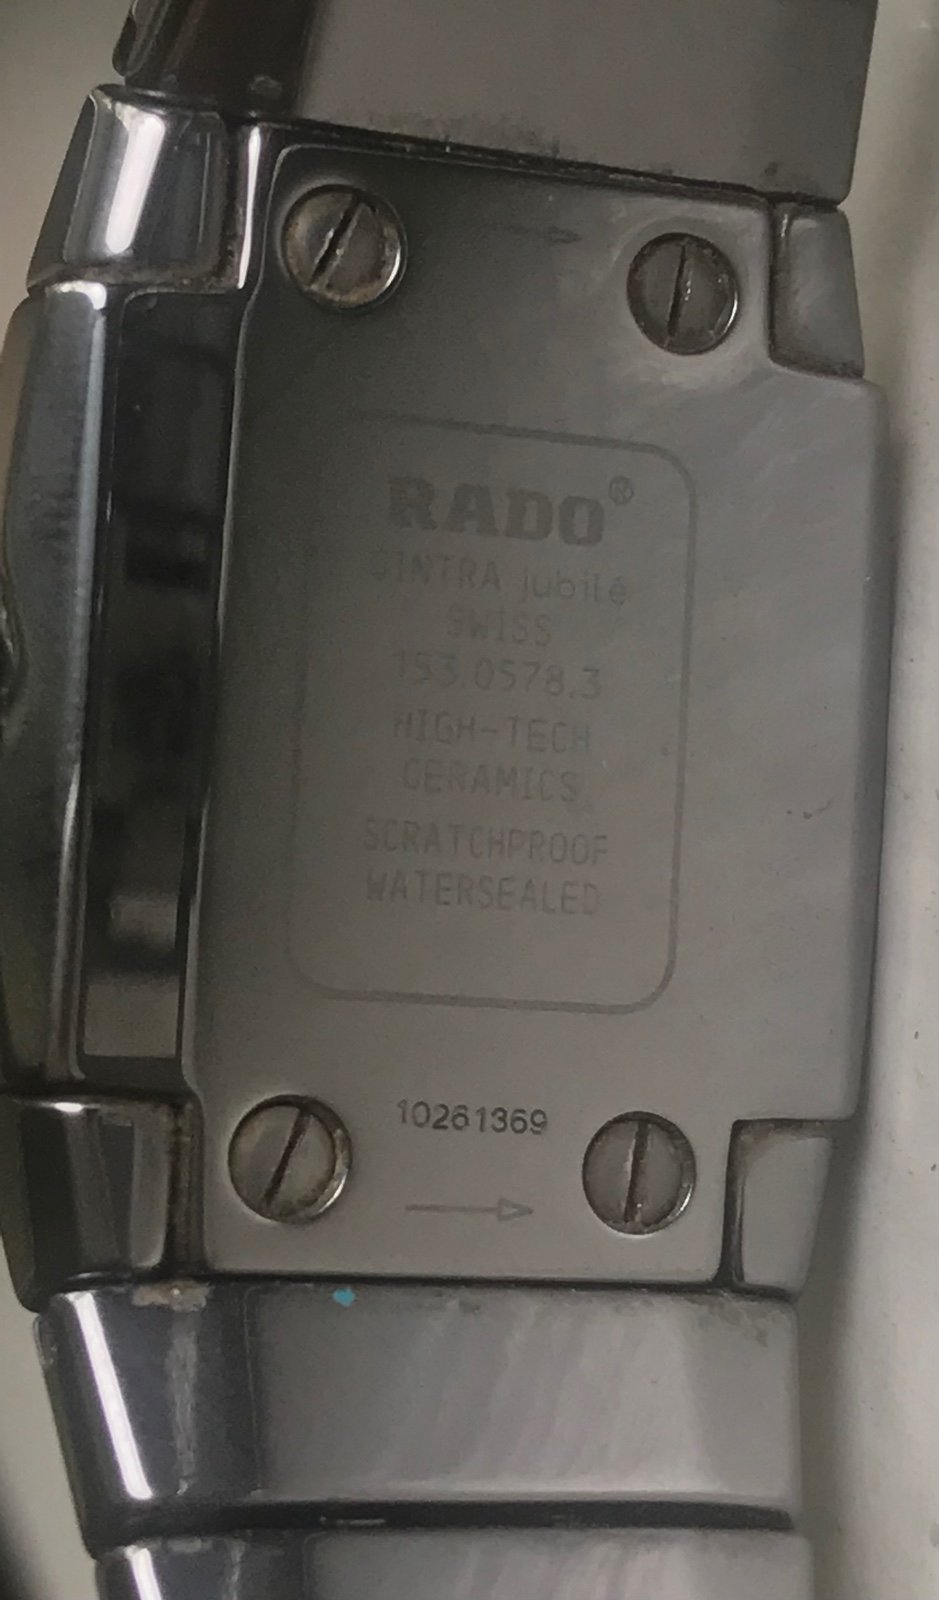 RADO®
SINTRA jubilé
SWISS
153.0578.3
HIGH-TECH
CERAMICS
SCRATCHPROOF
WATERSEALED
10261369